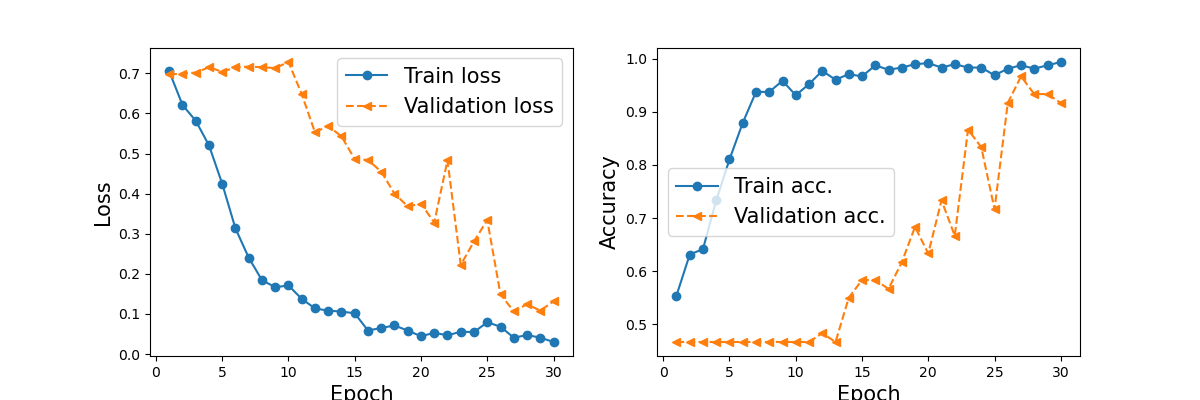 0.7
0.6
0.5
0.4
0.3
0.2
0.1
0.0
Loss
Train loss
Validation loss
0 5 10 15 20 25 30
Epoch
1.0
0.9
0.8
0.7
0.6
0.5
Accuracy
Train acc.
Validation acc.
0 5 10 15 20 25 30
Epoch